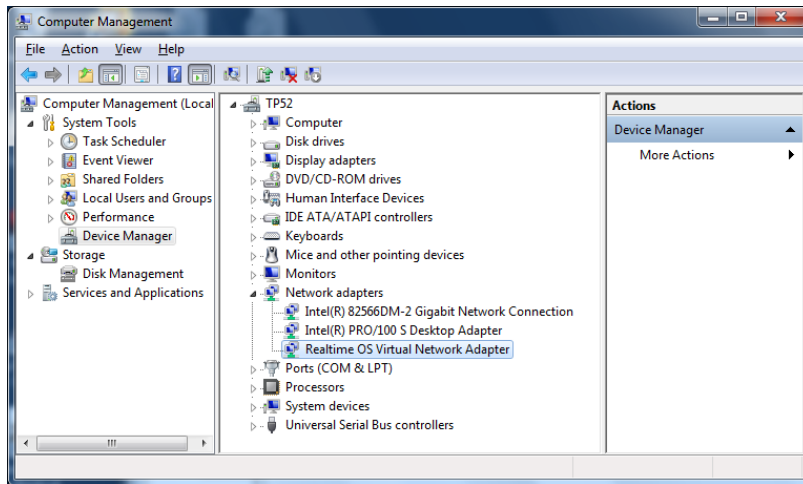 Computer Management
File Action View Help
Computer Management (Local
System Tools
Task Scheduler
Event Viewer
Shared Folders
Local Users and Groups
Performance
Device Manager
Storage
Disk Management
Services and Applications
TP52
Computer
Disk drives
Display adapters
DVD/CD-ROM drives
Human Interface Devices
IDE ATA/ATAPI controllers
Keyboards
Mice and other pointing devices
Monitors
Network adapters
Intel(R) 82566DM-2 Gigabit Network Connection
Intel(R) PRO/100 S Desktop Adapter
Realtime OS Virtual Network Adapter
Ports (COM & LPT)
Processors
System devices
Universal Serial Bus controllers
Actions
Device Manager
More Actions